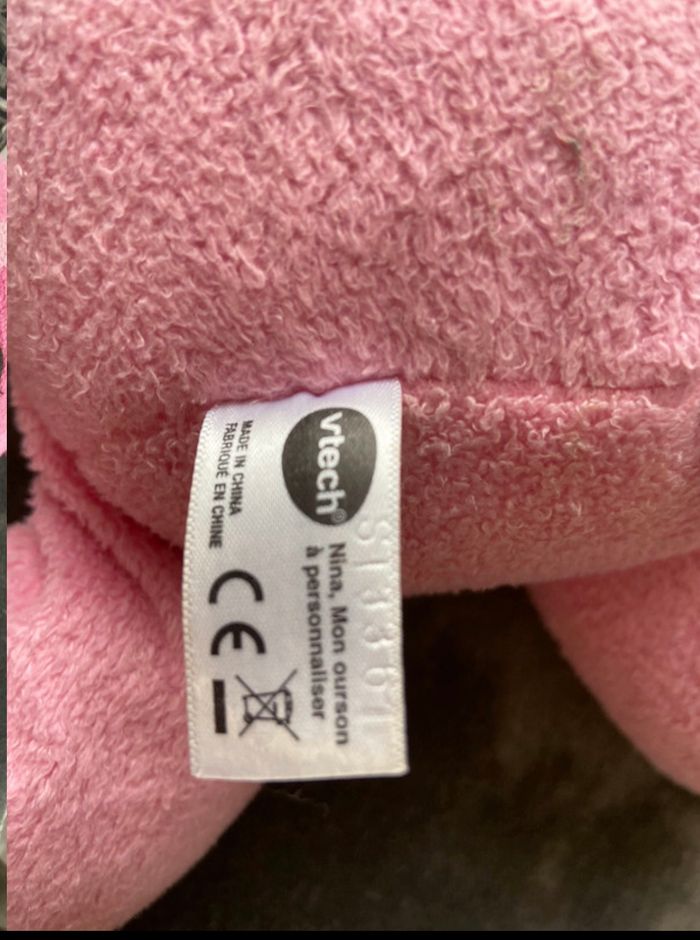 vtech®
Nina, Mon ourson
à personnaliser
MADE IN CHINA
FABRIQUÉ EN CHINE
CE